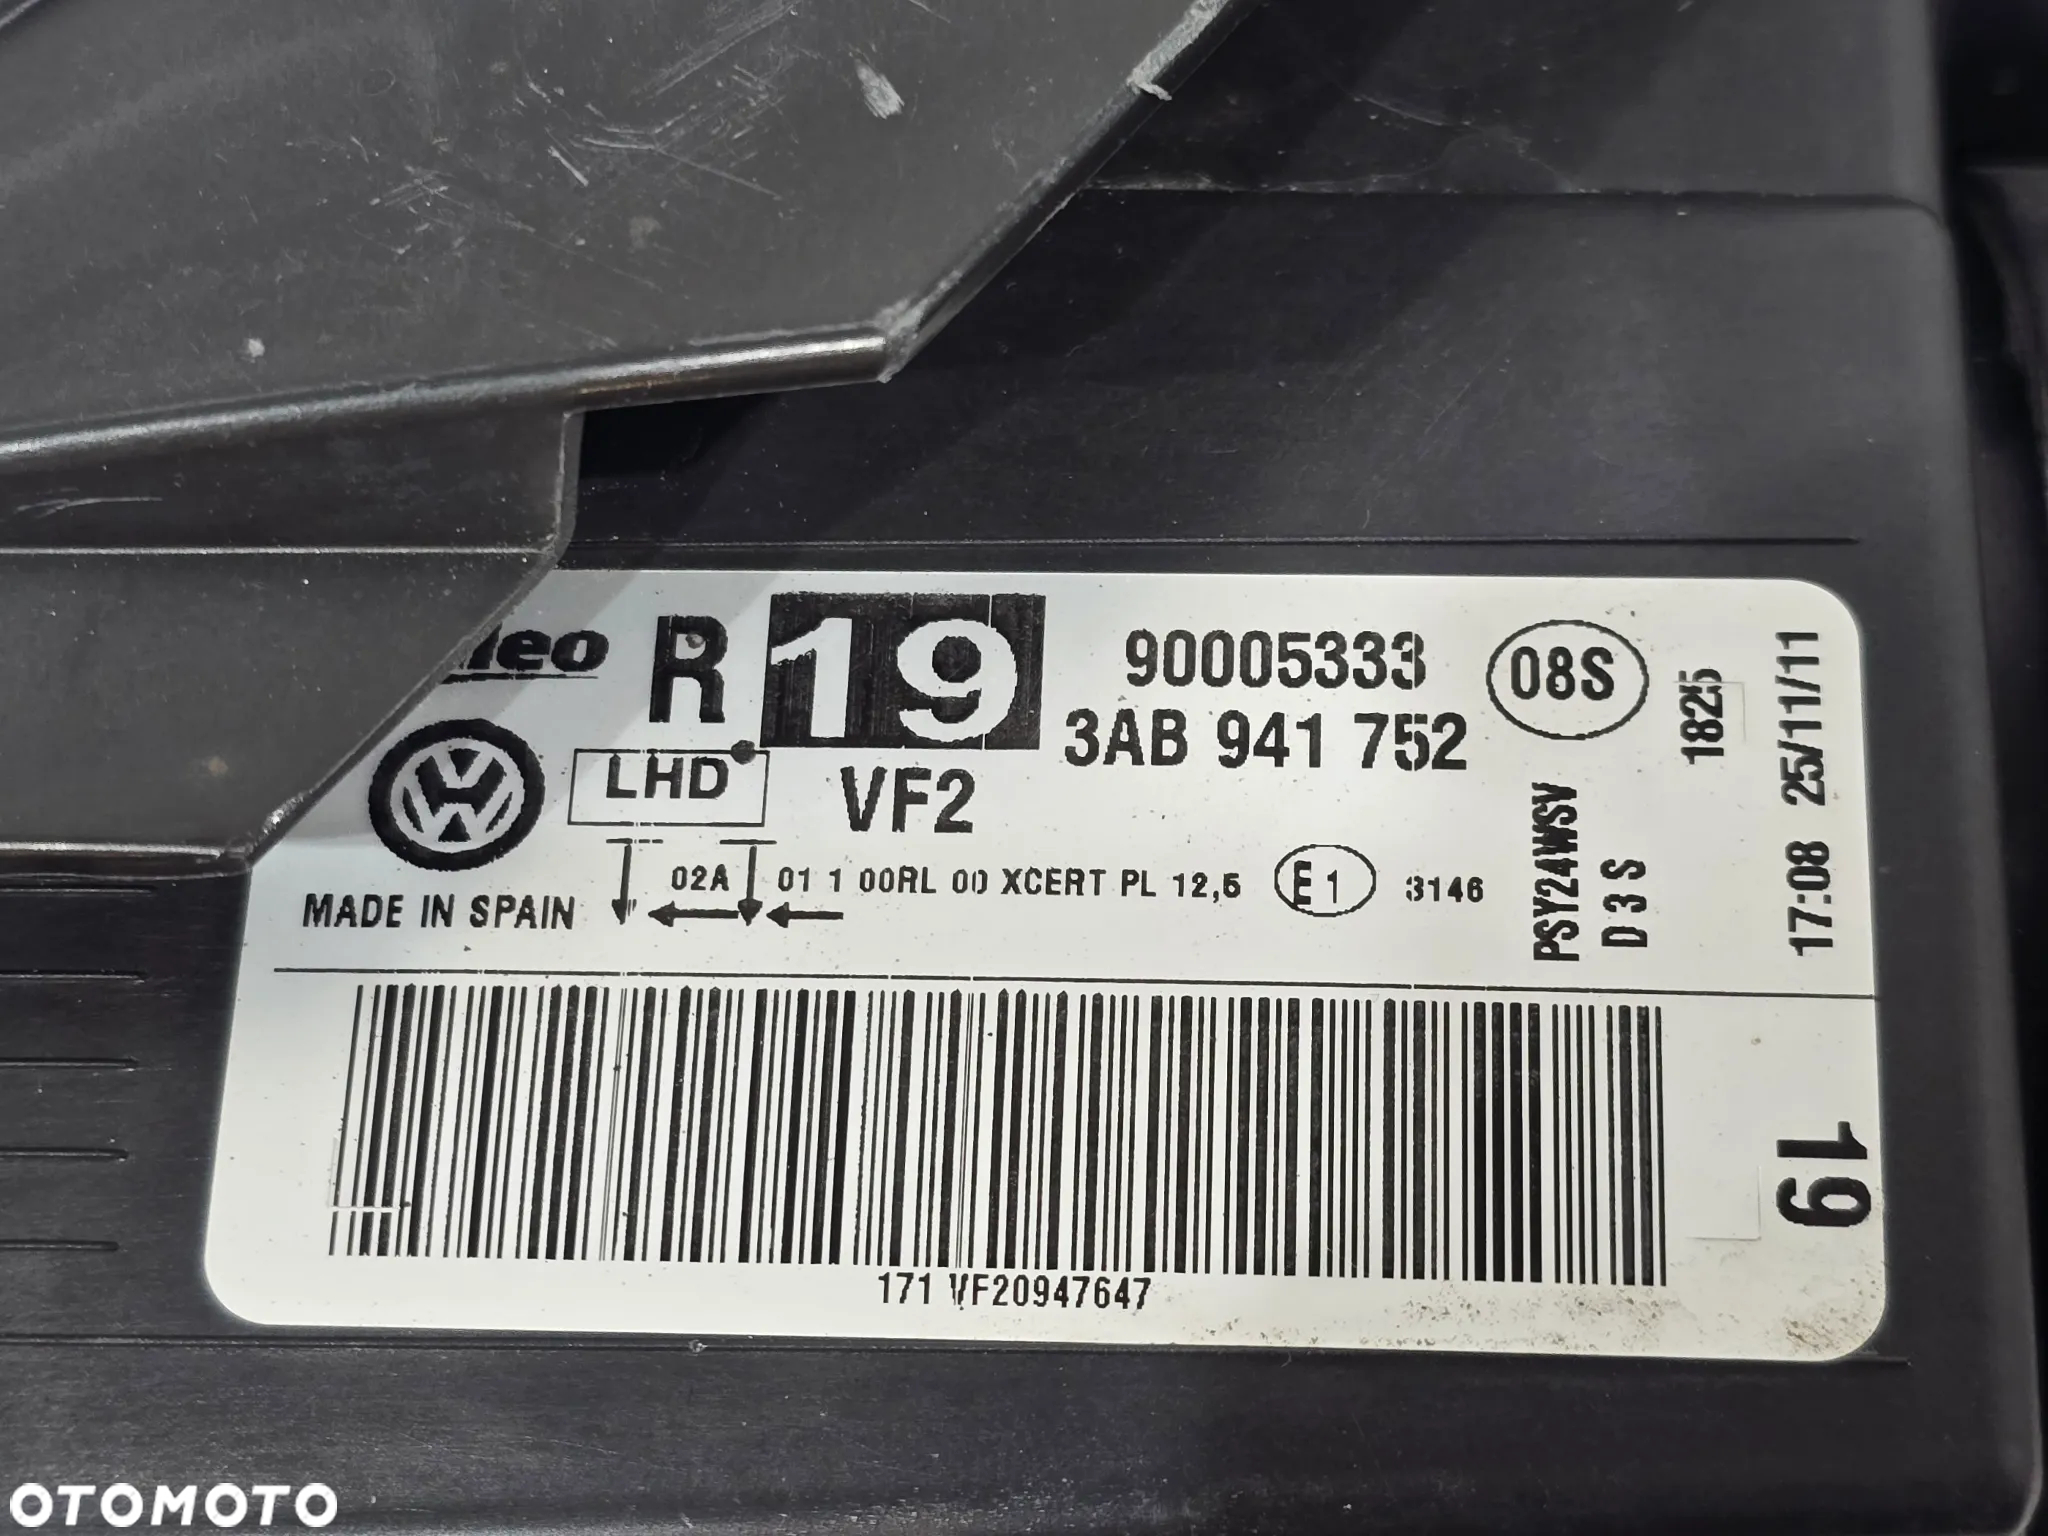 leo R 19 90005333 08S
LHD VF2 3AB 941 752
02A 01 1 00RL 00 XCERT PL 12,5 E1 3146
MADE IN SPAIN
PSY24WSV
D3S
1825
17:08 25/11/11
19
171 VF20947647
OTOMOTO